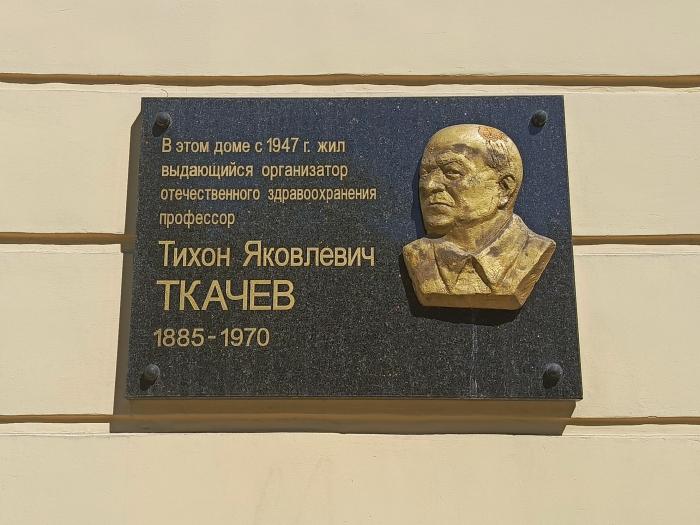 В этом доме с 1947 г. жил
выдающийся организатор
отечественного здравоохранения
профессор
Тихон Яковлевич
ТКАЧЕВ
1885-1970